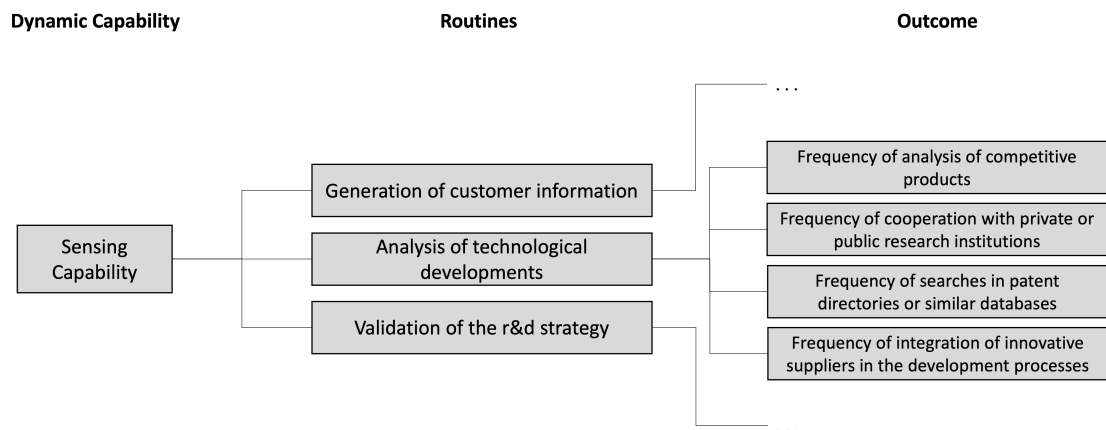 Dynamic Capability
Routines
Outcome
...
Frequency of analysis of competitive
products
Generation of customer information
Frequency of cooperation with private or
public research institutions
Sensing
Capability
Analysis of technological
developments
Frequency of searches in patent
directories or similar databases
Validation of the r&d strategy
Frequency of integration of innovative
suppliers in the development processes
...